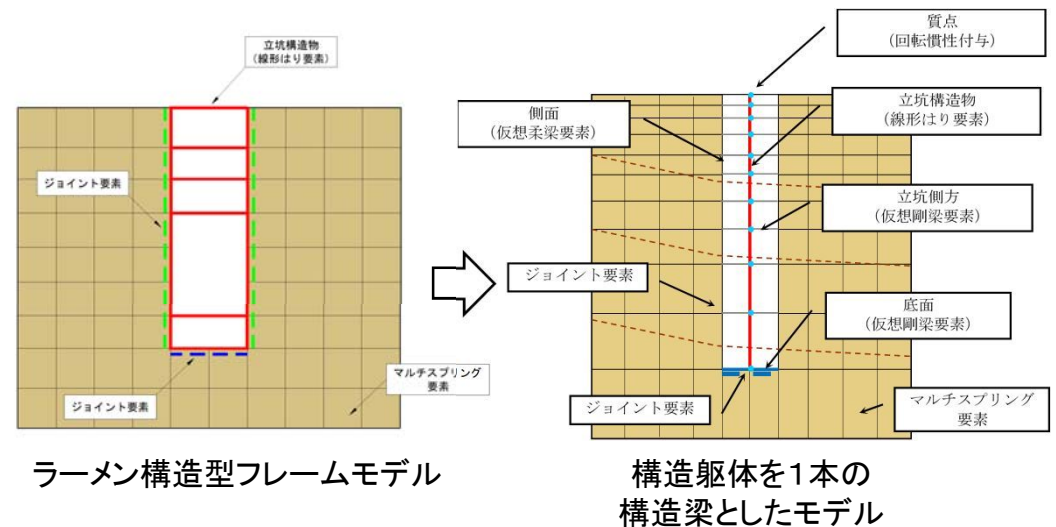 立坑構造物
(線形はり要素)
ジョイント要素
マルチスプリング
要素
ジョイント要素
ラーメン構造型フレームモデル
質点
(回転慣性付与)
側面
(仮想柔梁要素)
立坑構造物
(線形はり要素)
立坑側方
(仮想剛梁要素)
ジョイント要素
底面
(仮想剛梁要素)
ジョイント要素
マルチスプリング
要素
構造躯体を1本の
構造梁としたモデル